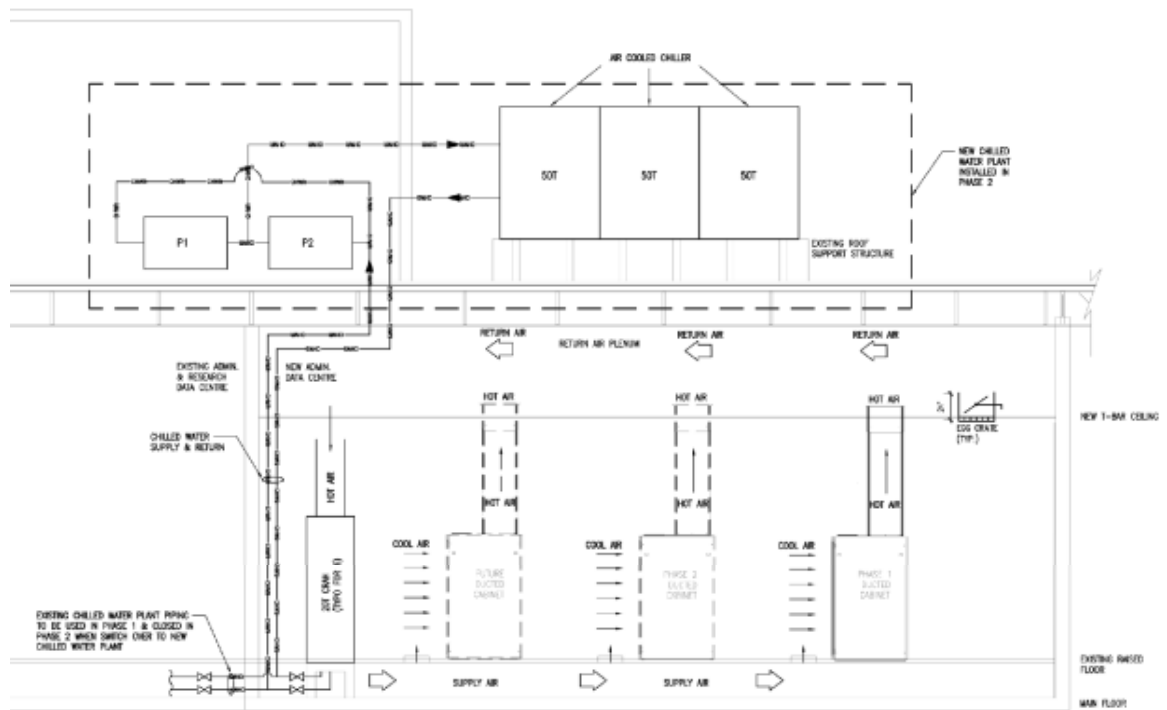 AIR COOLED CHILLER
50T
50T
50T
NEW CHILLED
WATER PLANT
INSTALLED IN
PHASE 2
P1
P2
EXISTING ROOF
SUPPORT STRUCTURE
RETURN AIR
RETURN AIR
RETURN AIR
RETURN AIR PLENUM
EXISTING ADMIN.
& RESEARCH
DATA CENTRE
NEW ADMIN.
DATA CENTRE
HOT AIR
HOT AIR
HOT AIR
NEW T-BAR CEILING
EGG CRATE
(TYP.)
CHILLED WATER
SUPPLY & RETURN
HOT AIR
HOT AIR
HOT AIR
HOT AIR
20T CRAH
COOL AIR
COOL AIR
COOL AIR
FUTURE
DUCTED
CABINET
PHASE 2
DUCTED
CABINET
PHASE 1
DUCTED
CABINET
EXISTING CHILLED WATER PLANT PIPING
TO BE USED IN PHASE 1 & CLOSED IN
PHASE 2 WHEN SWITCH OVER TO NEW
CHILLED WATER PLANT
EXISTING RAISED
FLOOR
SUPPLY AIR
SUPPLY AIR
MAIN FLOOR